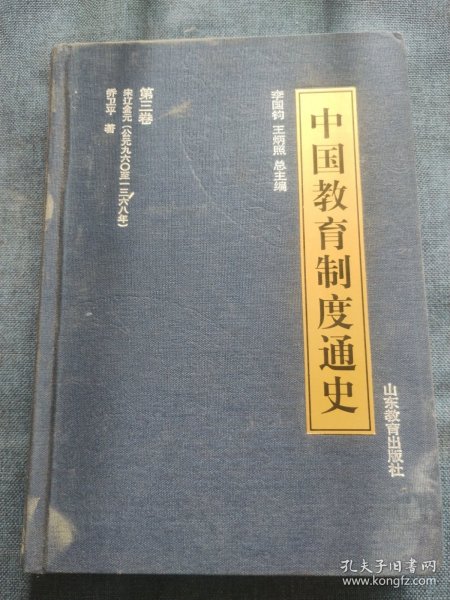 中国教育制度通史
李国钧 王炳照 总主编
第三卷
宋辽金元（公元九六〇至一三六八年）
乔卫平 著
山东教育出版社
孔夫子旧书网
www.kongfz.com